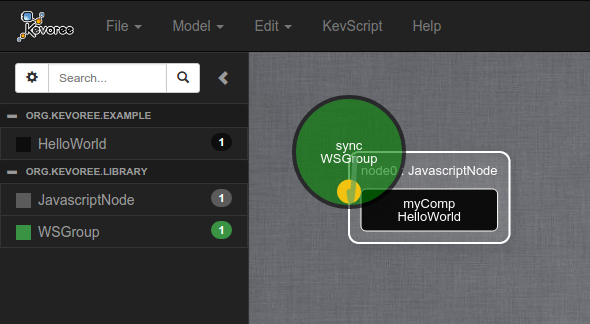 Kevoree
File Model Edit KevScript Help
Search...
ORG.KEVOREE.EXAMPLE
HelloWorld 1
ORG.KEVOREE.LIBRARY
JavascriptNode 1
WSGroup 1
sync
WSGroup
node0 : JavascriptNode
myComp
HelloWorld